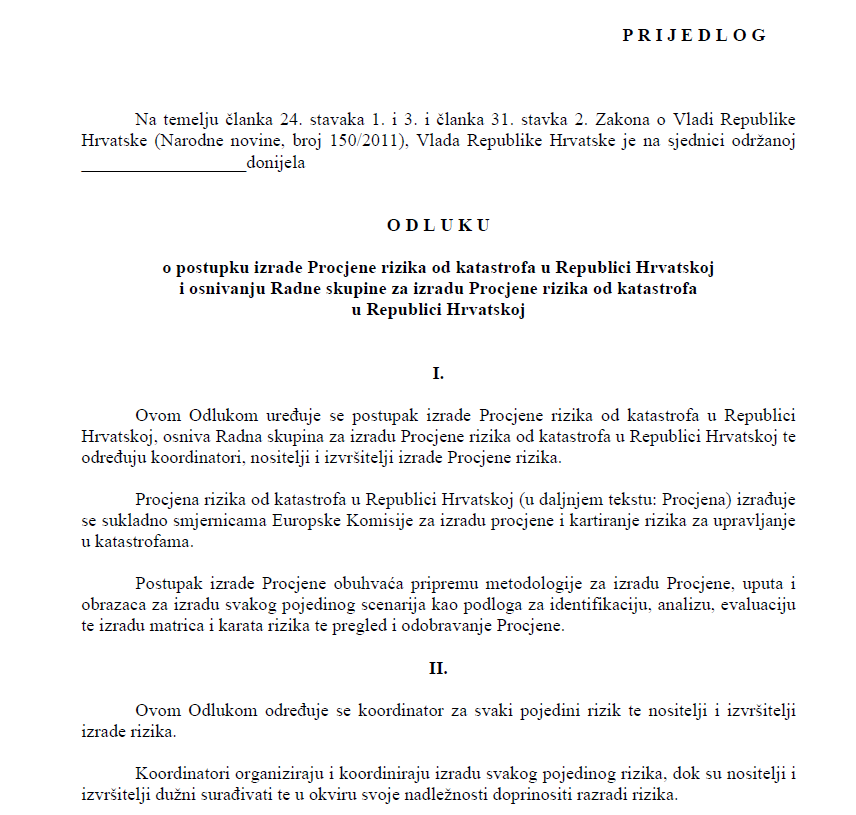 P R I J E D L O G
Na temelju članka 24. stavaka 1. i 3. i članka 31. stavka 2. Zakona o Vladi Republike
Hrvatske (Narodne novine, broj 150/2011), Vlada Republike Hrvatske je na sjednici održanoj
__________________donijela
O D L U K U
o postupku izrade Procjene rizika od katastrofa u Republici Hrvatskoj
i osnivanju Radne skupine za izradu Procjene rizika od katastrofa
u Republici Hrvatskoj
I.
Ovom Odlukom uređuje se postupak izrade Procjene rizika od katastrofa u Republici
Hrvatskoj, osniva Radna skupina za izradu Procjene rizika od katastrofa u Republici Hrvatskoj te
određuju koordinatori, nositelji i izvršitelji izrade Procjene rizika.
Procjena rizika od katastrofa u Republici Hrvatskoj (u daljnjem tekstu: Procjena) izrađuje
se sukladno smjernicama Europske Komisije za izradu procjene i kartiranje rizika za upravljanje
u katastrofama.
Postupak izrade Procjene obuhvaća pripremu metodologije za izradu Procjene, uputa i
obrazaca za izradu svakog pojedinog scenarija kao podloga za identifikaciju, analizu, evaluaciju
te izradu matrica i karata rizika te pregled i odobravanje Procjene.
II.
Ovom Odlukom određuje se koordinator za svaki pojedini rizik te nositelji i izvršitelji
izrade rizika.
Koordinatori organiziraju i koordiniraju izradu svakog pojedinog rizika, dok su nositelji i
izvršitelji dužni surađivati te u okviru svoje nadležnosti doprinositi razradi rizika.